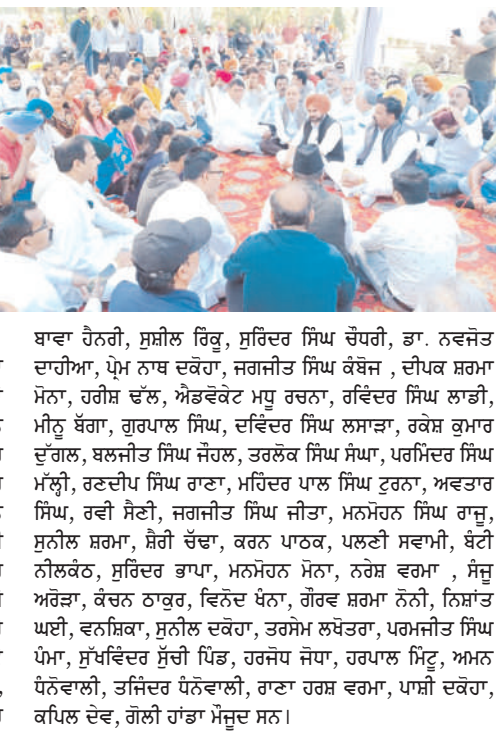 ਬਾਵਾ ਹੈਨਰੀ, ਸੁਸ਼ੀਲ ਰਿਕੂ, ਸੁਰਿੰਦਰ ਸਿੰਘ ਚੌਧਰੀ, ਡਾ. ਨਵਜੋਤ
ਦਾਹੀਆ, ਪ੍ਰੇਮ ਨਾਥ ਦਕੋਹਾ, ਜਗਜੀਤ ਸਿੰਘ ਕੰਬੋਜ , ਦੀਪਕ ਸ਼ਰਮਾ
ਮੋਨਾ, ਹਰੀਸ਼ ਢੱਲ, ਐਡਵੋਕੇਟ ਮਧੂ ਰਚਨਾ, ਰਵਿੰਦਰ ਸਿੰਘ ਲਾਡੀ,
ਮੀਨੂ ਬੱਗਾ, ਗੁਰਪਾਲ ਸਿੰਘ, ਦਵਿੰਦਰ ਸਿੰਘ ਲਸਾੜਾ, ਰਕੇਸ਼ ਕੁਮਾਰ
ਦੁੱਗਲ, ਬਲਜੀਤ ਸਿੰਘ ਜੌਹਲ, ਤਰਲੋਕ ਸਿੰਘ ਸੰਘਾ, ਪਰਮਿੰਦਰ ਸਿੰਘ
ਮੱਲ੍ਹੀ, ਰਣਦੀਪ ਸਿੰਘ ਰਾਣਾ, ਮਹਿੰਦਰ ਪਾਲ ਸਿੰਘ ਟੁਰਨਾ, ਅਵਤਾਰ
ਸਿੰਘ, ਰਵੀ ਸੈਣੀ, ਜਗਜੀਤ ਸਿੰਘ ਜੀਤਾ, ਮਨਮੋਹਨ ਸਿੰਘ ਰਾਜੂ,
ਸੁਨੀਲ ਸ਼ਰਮਾ, ਸ਼ੈਰੀ ਚੱਢਾ, ਕਰਨ ਪਾਠਕ, ਪਲਣੀ ਸਵਾਮੀ, ਬੰਟੀ
ਨੀਲਕੰਠ, ਸੁਰਿੰਦਰ ਭਾਪਾ, ਮਨਮੋਹਨ ਮੋਨਾ, ਨਰੇਸ਼ ਵਰਮਾ , ਸੰਜੂ
ਅਰੋੜਾ, ਕੰਚਨ ਠਾਕੁਰ, ਵਿਨੋਦ ਖੰਨਾ, ਗੌਰਵ ਸ਼ਰਮਾ ਨੋਨੀ, ਨਿਸ਼ਾਂਤ
ਘਈ, ਵਨਸ਼ਿਕਾ, ਸੁਨੀਲ ਦਕੋਹਾ, ਤਰਸੇਮ ਲਖੋਤਰਾ, ਪਰਮਜੀਤ ਸਿੰਘ
ਪੰਮਾ, ਸੁੱਖਵਿੰਦਰ ਸੁੱਚੀ ਪਿੰਡ, ਹਰਜੋਧ ਜੋਧਾ, ਹਰਪਾਲ ਮਿੰਟੂ, ਅਮਨ
ਧੰਨੋਵਾਲੀ, ਤਜਿੰਦਰ ਧੰਨੋਵਾਲੀ, ਰਾਣਾ ਹਰਸ਼ ਵਰਮਾ, ਪਾਸ਼ੀ ਦਕੋਹਾ,
ਕਪਿਲ ਦੇਵ, ਗੋਲੀ ਹਾਂਡਾ ਮੌਜੂਦ ਸਨ।